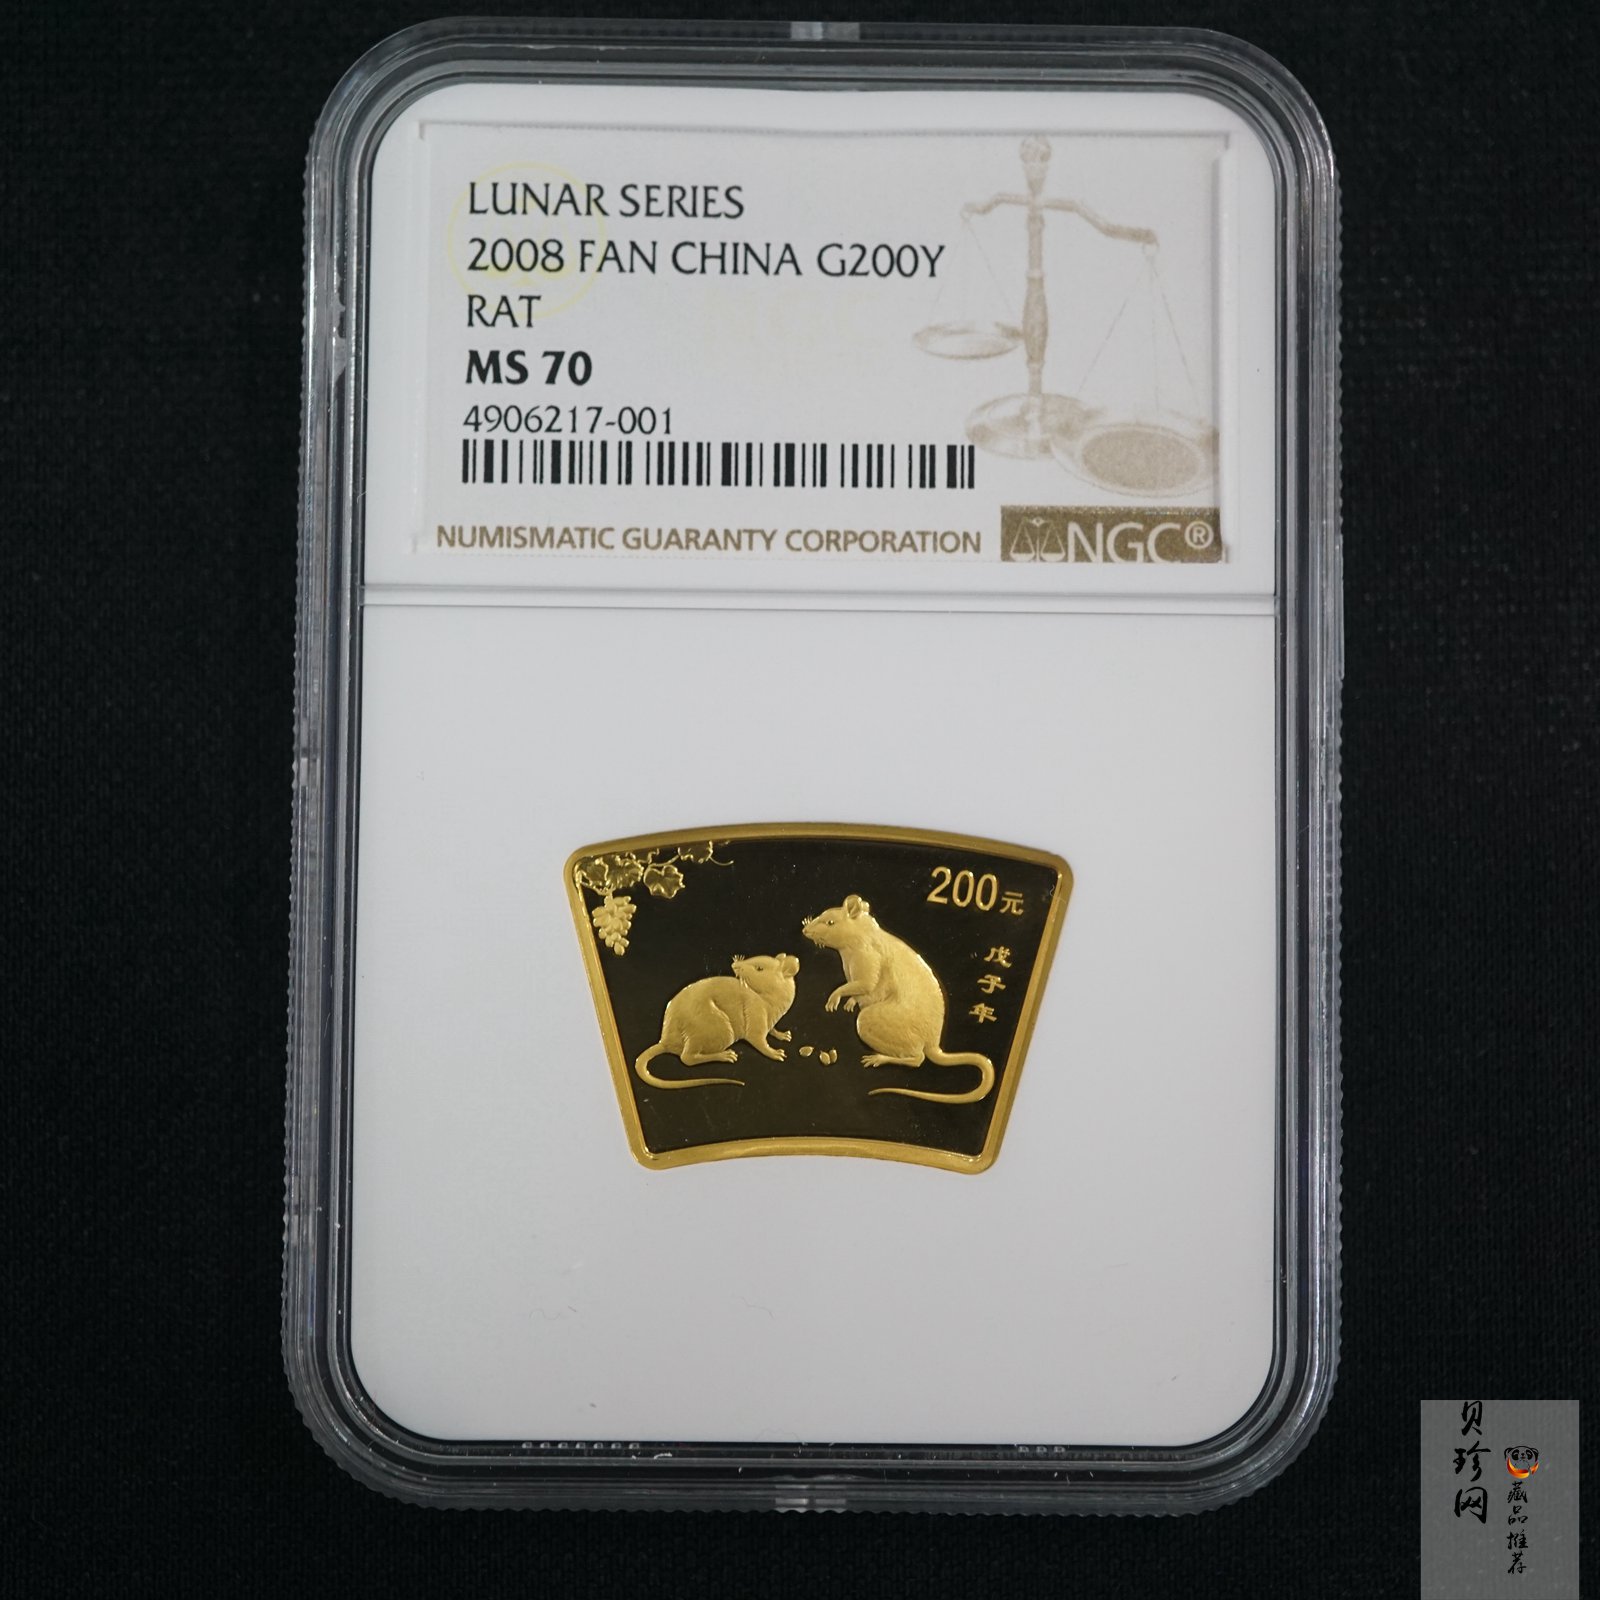 LUNAR SERIES
2008 FAN CHINA G200Y
RAT
MS 70
4906217-001
NUMISMATIC GUARANTY CORPORATION
NGC®
200元
戊子年
贝珍网
藏品推荐